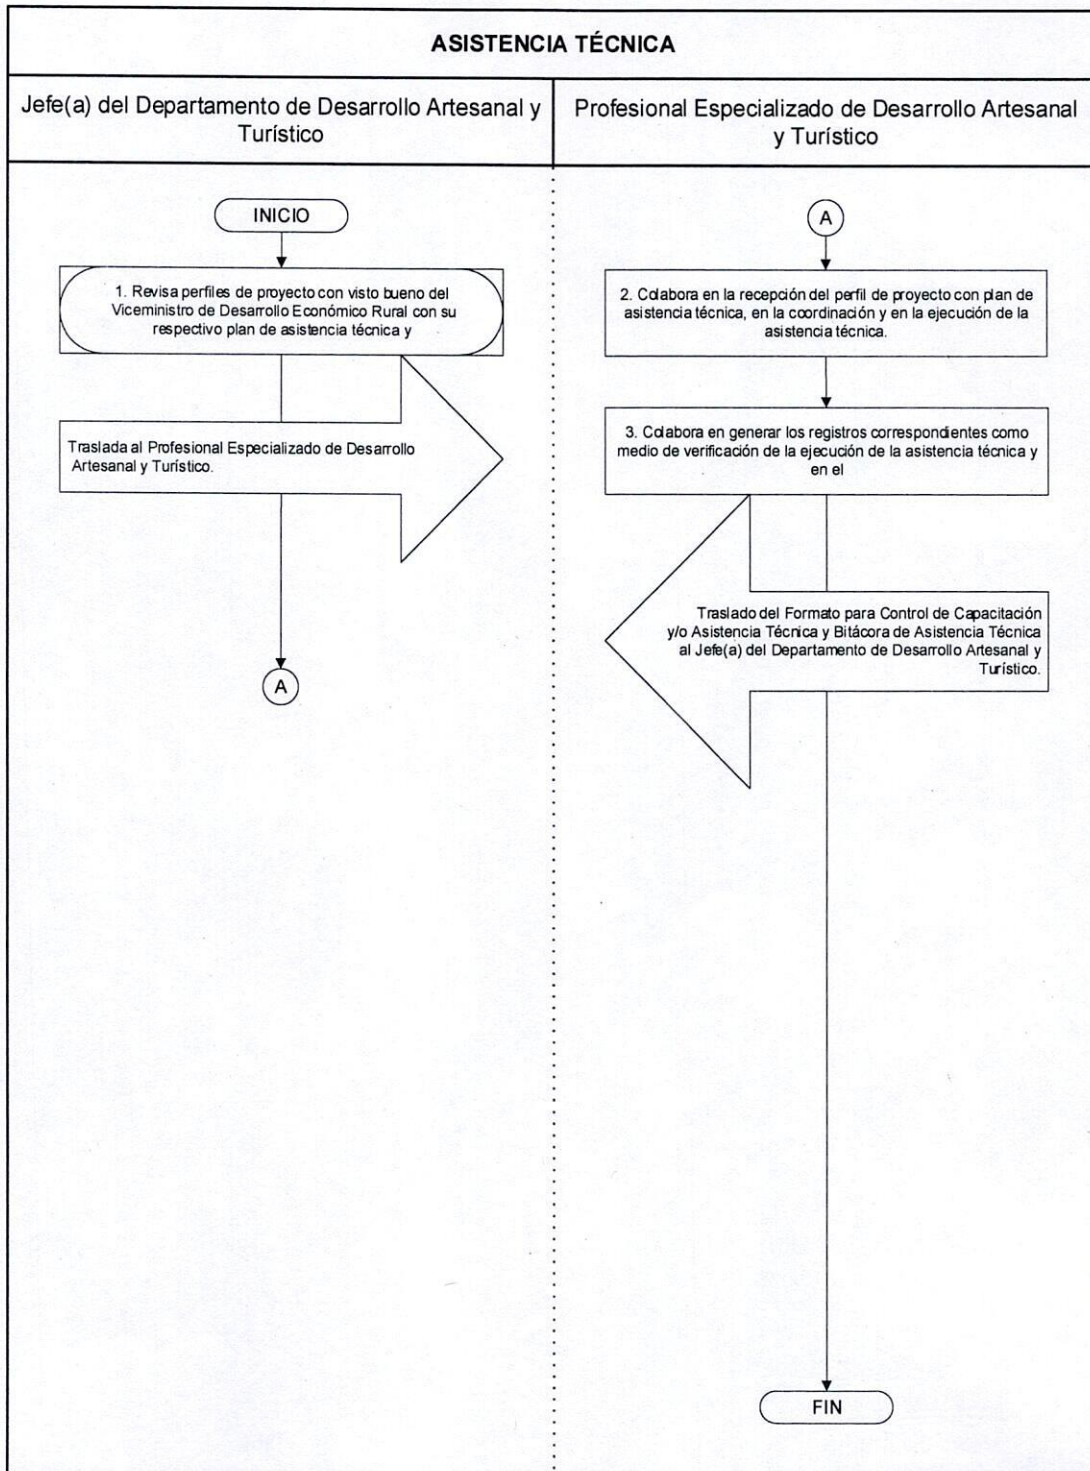 ASISTENCIA TÉCNICA
Jefe(a) del Departamento de Desarrollo Artesanal y
Turístico
Profesional Especializado de Desarrollo Artesanal
y Turístico
INICIO
1. Revisa perfiles de proyecto con visto bueno del
Viceministro de Desarrollo Económico Rural con su
respectivo plan de asistencia técnica y
Traslada al Profesional Especializado de Desarrollo
Artesanal y Turístico.
A
A
2. Colabora en la recepción del perfil de proyecto con plan de
asistencia técnica, en la coordinación y en la ejecución de la
asistencia técnica.
3. Colabora en generar los registros correspondientes como
medio de verificación de la ejecución de la asistencia técnica y
en el
Traslado del Formato para Control de Capacitación
y/o Asistencia Técnica y Bitácora de Asistencia Técnica
al Jefe(a) del Departamento de Desarrollo Artesanal y
Turístico.
FIN